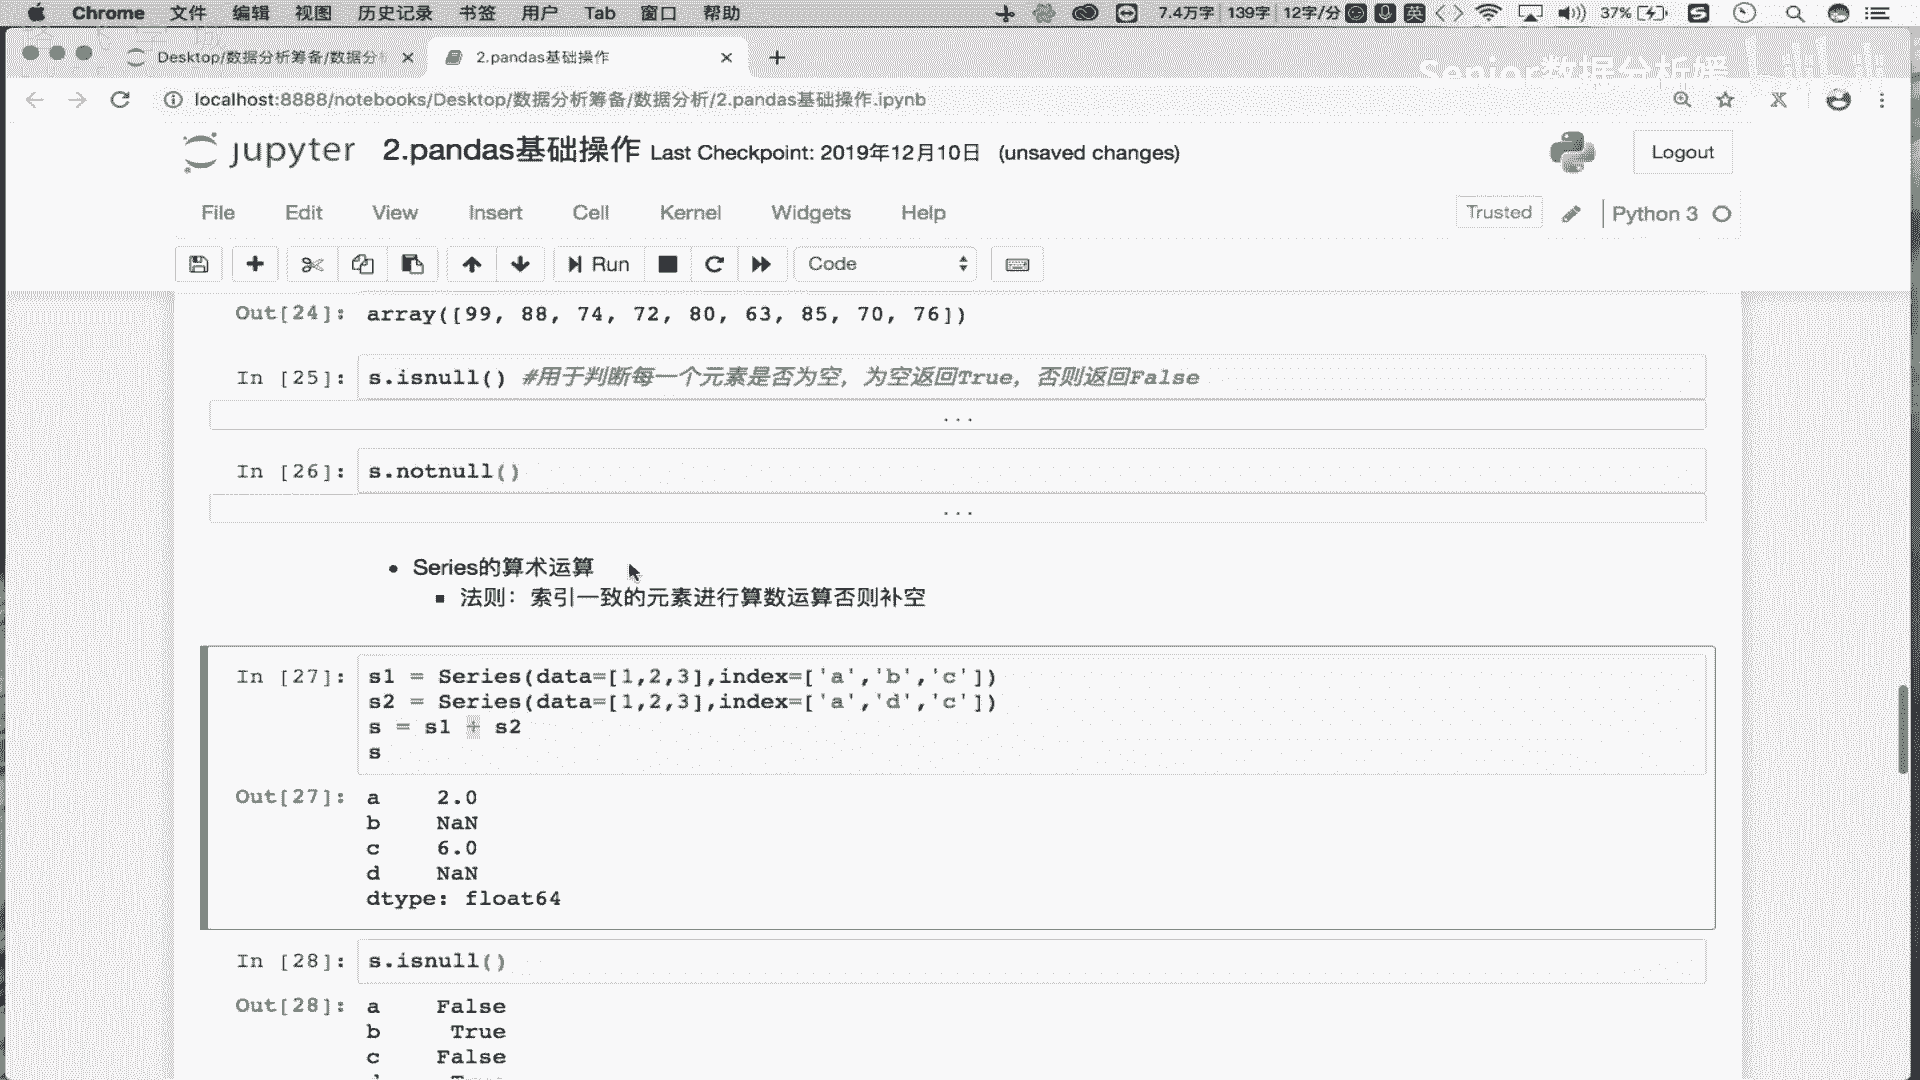 Chrome 文件 编辑 视图 历史记录 书签 用户 Tab 窗口 帮助 7.4万字 139字 12字/分 英 37%
Desktop/数据分析筹备/数据分 2.pandas基础操作
Senior数据分析媛 bilibili
localhost:8888/notebooks/Desktop/数据分析筹备/数据分析/2.pandas基础操作.ipynb
jupyter 2.pandas基础操作 Last Checkpoint: 2019年12月10日 (unsaved changes) Logout
File Edit View Insert Cell Kernel Widgets Help Trusted Python 3
Run Code
Out[24]: array([99, 88, 74, 72, 80, 63, 85, 70, 76])
In [25]: s.isnull() #用于判断每一个元素是否为空，为空返回True，否则返回False
...
In [26]: s.notnull()
...
• Series的算术运算
▪ 法则：索引一致的元素进行算数运算否则补空
In [27]: s1 = Series(data=[1,2,3],index=['a','b','c'])
s2 = Series(data=[1,2,3],index=['a','d','c'])
s = s1 + s2
s
Out[27]: a 2.0
b NaN
c 6.0
d NaN
dtype: float64
In [28]: s.isnull()
Out[28]: a False
b True
c False